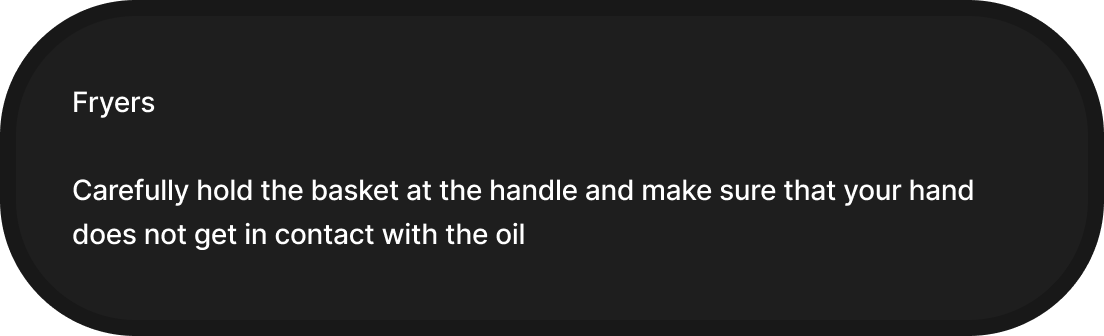 Fryers
Carefully hold the basket at the handle and make sure that your hand
does not get in contact with the oil